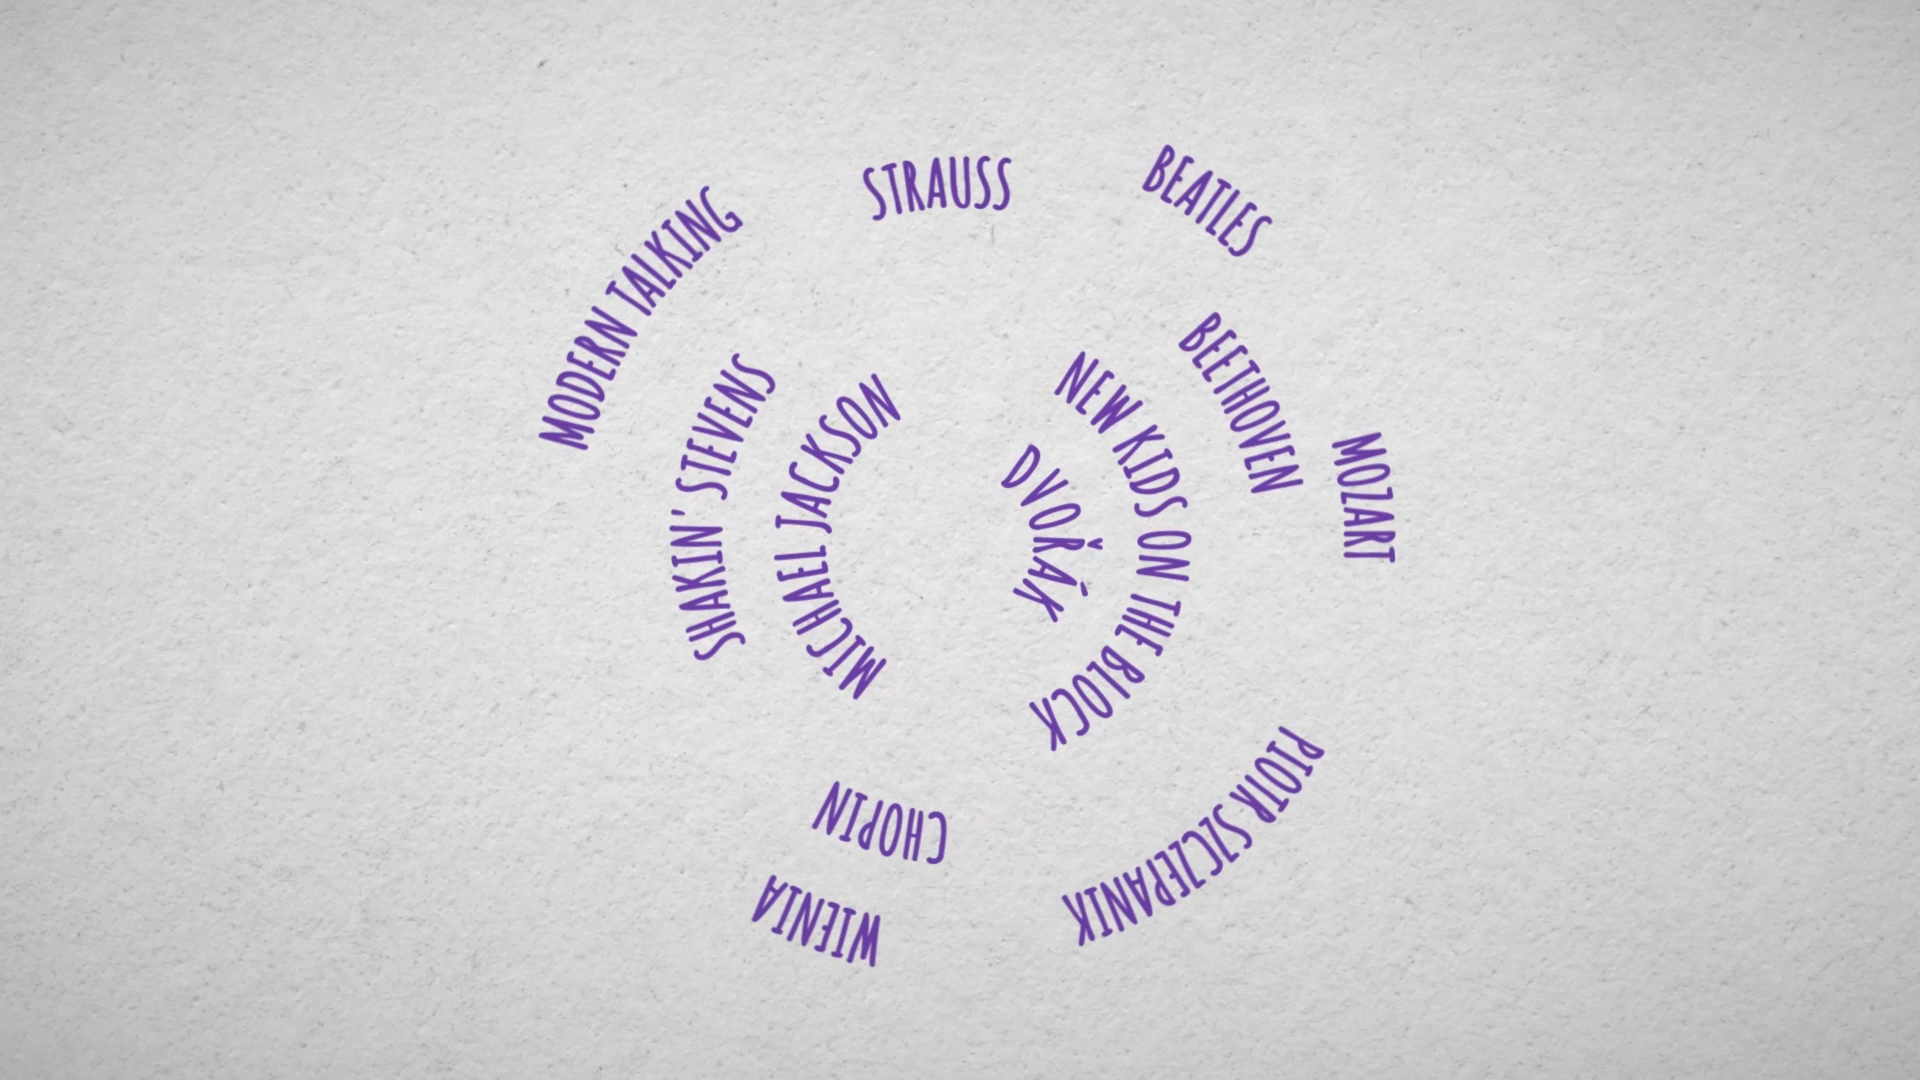 STRAUSS
BEATLES
MODERN TALKING
BEETHOVEN
SHAKIN' STEVENS
MICHAEL JACKSON
NEW KIDS ON THE BLOCK
DVOŘÁK
MOZART
PIOTR SZCZEPANIK
CHOPIN
WIENIA